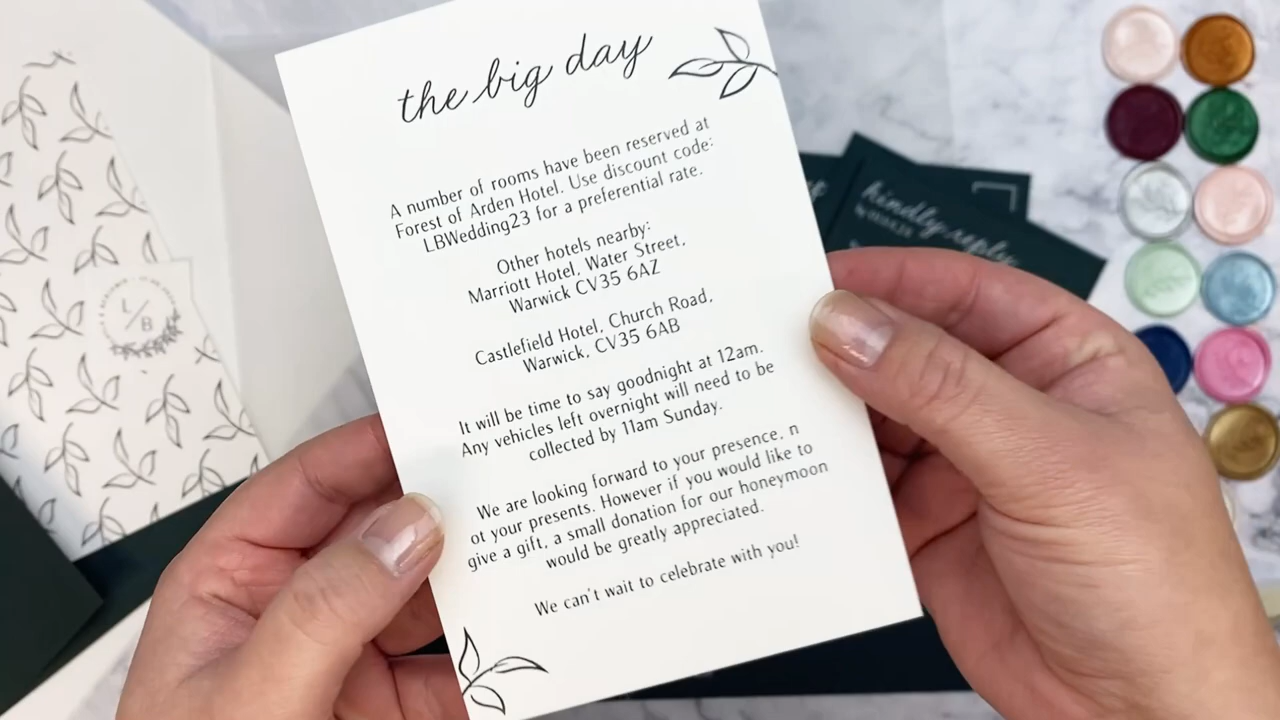 the big day
A number of rooms have been reserved at
Forest of Arden Hotel. Use discount code:
LBWedding23 for a preferential rate.
Other hotels nearby:
Marriott Hotel, Water Street,
Warwick CV35 6AZ
Castlefield Hotel, Church Road,
Warwick, CV35 6AB
It will be time to say goodnight at 12am.
Any vehicles left overnight will need to be
collected by 11am Sunday.
We are looking forward to your presence, n
ot your presents. However if you would like to
give a gift, a small donation for our honeymoon
would be greatly appreciated.
We can't wait to celebrate with you!
kindly reply
L/B